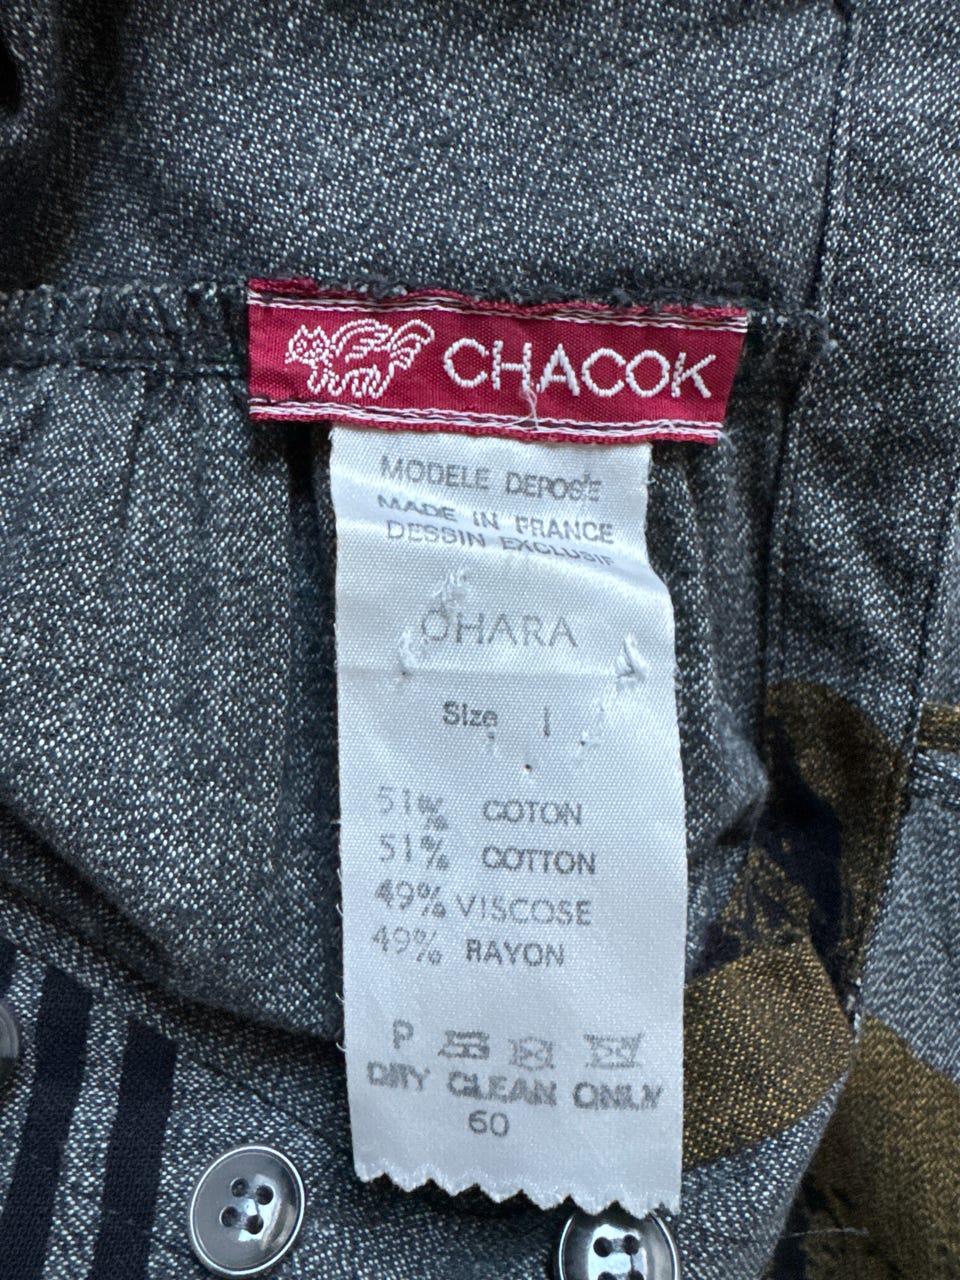 CHACOK
MODELE DEPOSÉE
MADE IN FRANCE
DESSIN EXCLUSIF
OHARA
Size 1
51% COTON
51% COTTON
49% VISCOSE
49% RAYON
P
DRY CLEAN ONLY
60